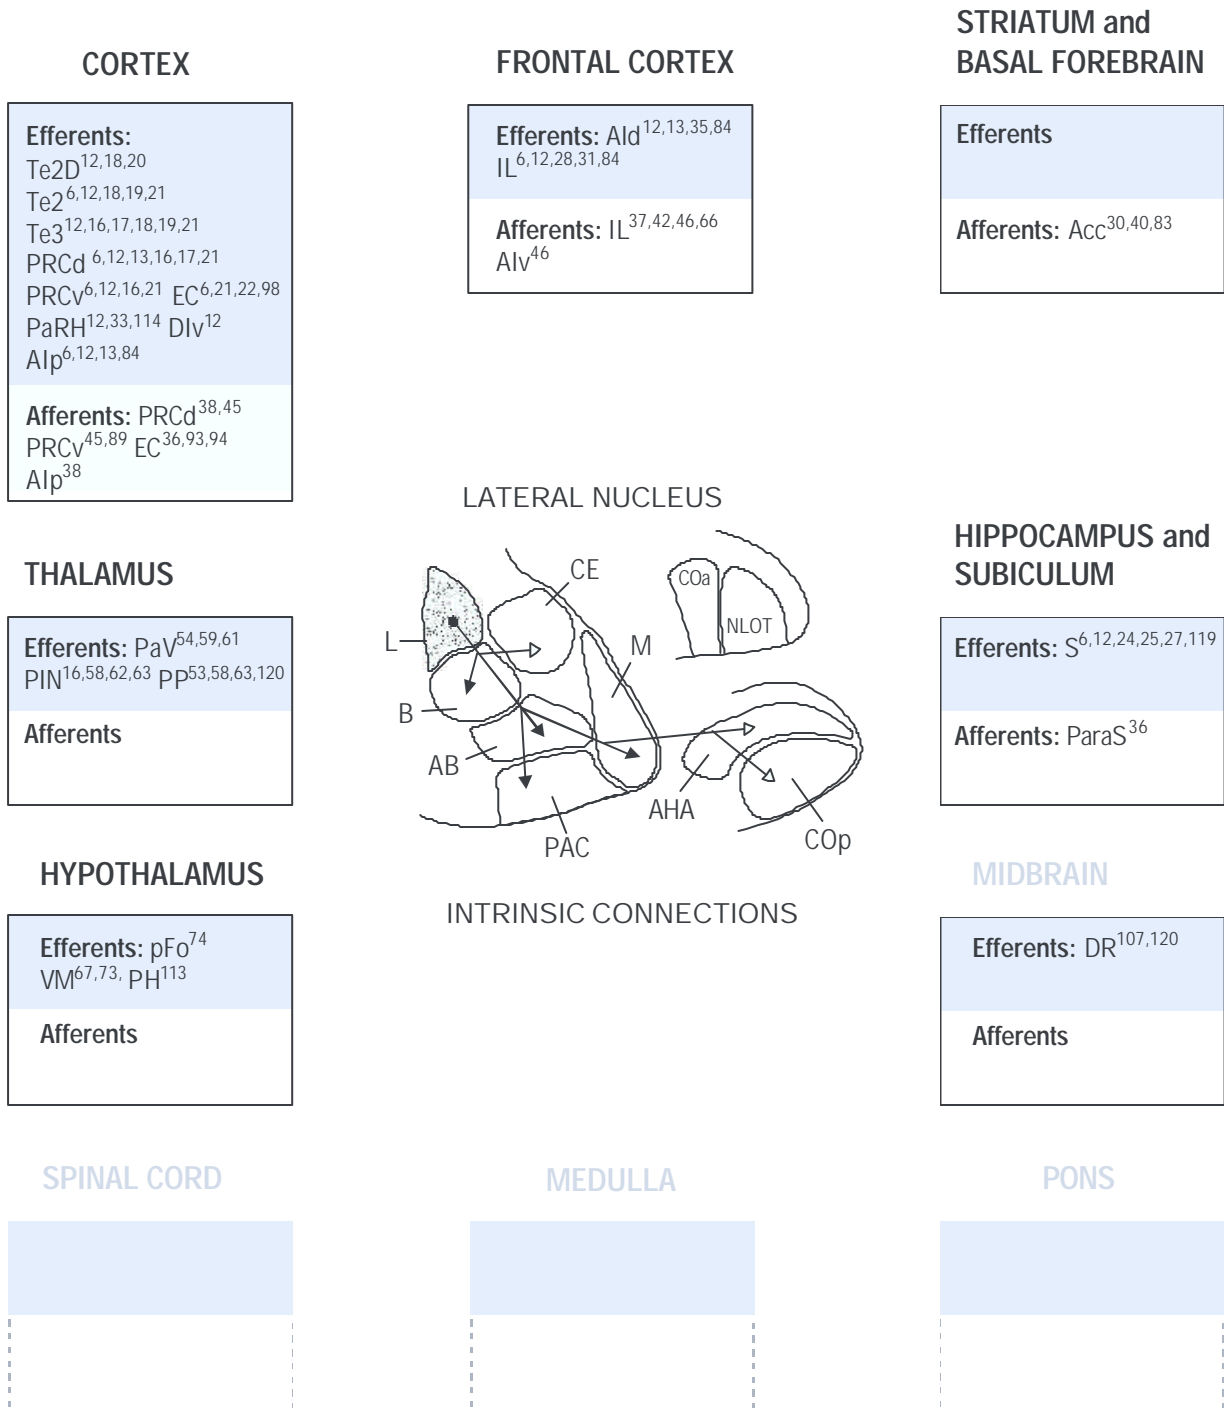 CORTEX
Efferents:
Te2D12,18,20
Te2 6,12,18,19,21
Te3 12,16,17,18,19,21
PRCd 6,12,13,16,17,21
PRCv6,12,16,21 EC6,21,22,98
PaRH12,33,114 DIv12
AIp6,12,13,84
Afferents: PRCd38,45
PRCv45,89 EC36,93,94
AIp38
FRONTAL CORTEX
Efferents: AId12,13,35,84
IL6,12,28,31,84
Afferents: IL37,42,46,66
AIv46
STRIATUM and
BASAL FOREBRAIN
Efferents
Afferents: Acc30,40,83
THALAMUS
Efferents: PaV54,59,61
PIN16,58,62,63 PP53,58,63,120
Afferents
LATERAL NUCLEUS
CE
COa
NLOT
L
M
B
AB
AHA
PAC
COp
INTRINSIC CONNECTIONS
HIPPOCAMPUS and
SUBICULUM
Efferents: S6,12,24,25,27,119
Afferents: ParaS36
HYPOTHALAMUS
Efferents: pFo74
VM67,73, PH113
Afferents
MIDBRAIN
Efferents: DR107,120
Afferents
SPINAL CORD
MEDULLA
PONS